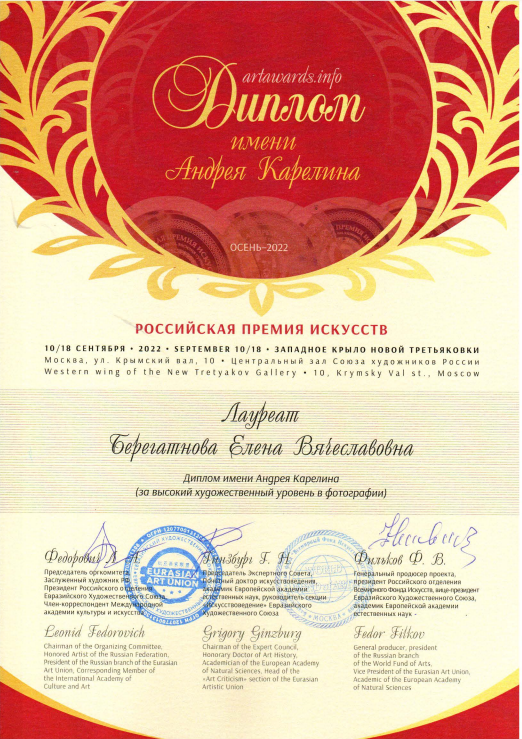 artawards.info
Диплом
имени
Андрея Карелина
ОСЕНЬ–2022
РОССИЙСКАЯ ПРЕМИЯ ИСКУССТВ
10/18 СЕНТЯБРЯ • 2022 • SEPTEMBER 10/18 • ЗАПАДНОЕ КРЫЛО НОВОЙ ТРЕТЬЯКОВКИ
Москва, ул. Крымский вал, 10 • Центральный зал Союза художников России
Western wing of the New Tretyakov Gallery • 10, Krymsky Val st., Moscow
Лауреат
Берегатнова Елена Вячеславовна
Диплом имени Андрея Карелина
(за высокий художественный уровень в фотографии)
Федорович Л. А.
Председатель оргкомитета,
Заслуженный художник РФ,
Президент Российского отделения
Евразийского Художественного Союза,
Член-корреспондент Международной
академии культуры и искусства
EURASIAN
ART UNION
Гинзбург Г. Н.
Председатель Экспертного Совета,
Почетный доктор искусствоведения,
академик Европейской академии
естественных наук, руководитель секции
«Искусствоведение» Евразийского
Художественного Союза
Фильков Ф. В.
Генеральный продюсер проекта,
президент Российского отделения
Всемирного Фонда Искусств, вице-президент
Евразийского Художественного Союза,
академик Европейской академии
естественных наук
МОСКВА
Leonid Fedorovich
Chairman of the Organizing Committee,
Honored Artist of the Russian Federation,
President of the Russian branch of the Eurasian
Art Union, Corresponding Member of
the International Academy of
Culture and Art
Grigory Ginzburg
Chairman of the Expert Council,
Honorary Doctor of Art History,
Academician of the European Academy
of Natural Sciences, Head of the
«Art Criticism» section of the Eurasian
Artistic Union
Fedor Filkov
General producer, president
of the Russian branch
of the World Fund of Arts,
Vice President of the Eurasian Art Union,
Academic of the European Academy
of Natural Sciences